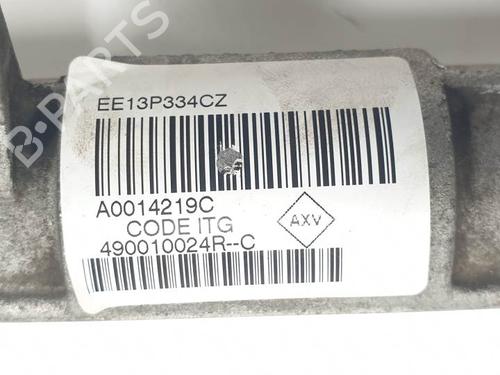 EE13P334CZ
A0014219C
CODE ITG
490010024R--C
AXV
B-PARTS